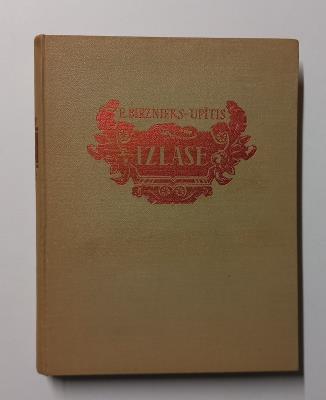 E. BIRZNIEKS-UPĪTIS
IZLASE